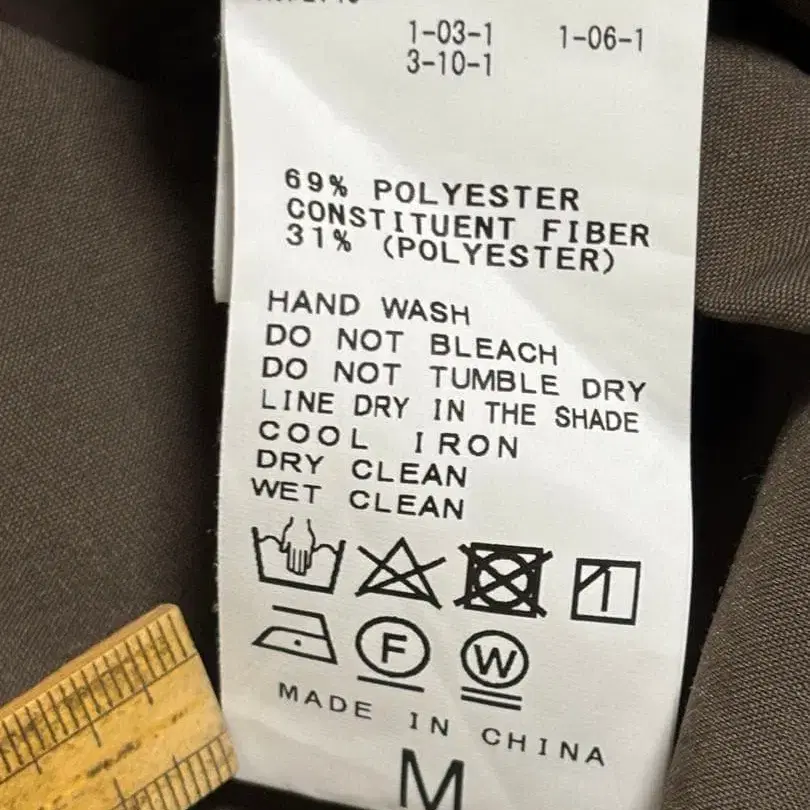 1-03-1 1-06-1
3-10-1
69% POLYESTER
CONSTITUENT FIBER
31% (POLYESTER)
HAND WASH
DO NOT BLEACH
DO NOT TUMBLE DRY
LINE DRY IN THE SHADE
COOL IRON
DRY CLEAN
WET CLEAN
F W
MADE IN CHINA
M